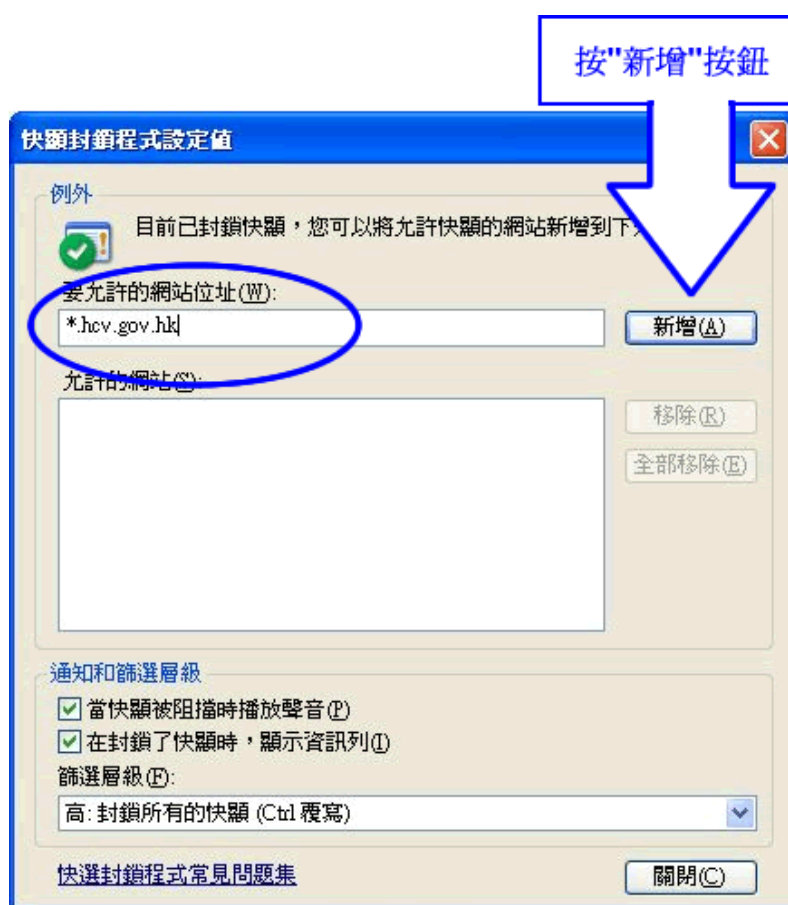 按"新增"按鈕
快顯封鎖程式設定值
例外
目前已封鎖快顯，您可以將允許快顯的網站新增到下
要允許的網站位址(W):
*.hcv.gov.hk
新增(A)
允許的網站(S):
移除(R)
全部移除(E)
通知和篩選層級
當快顯被阻擋時播放聲音(P)
在封鎖了快顯時，顯示資訊列(I)
篩選層級(F):
高: 封鎖所有的快顯 (Ctrl 覆寫)
快選封鎖程式常見問題集
關閉(C)